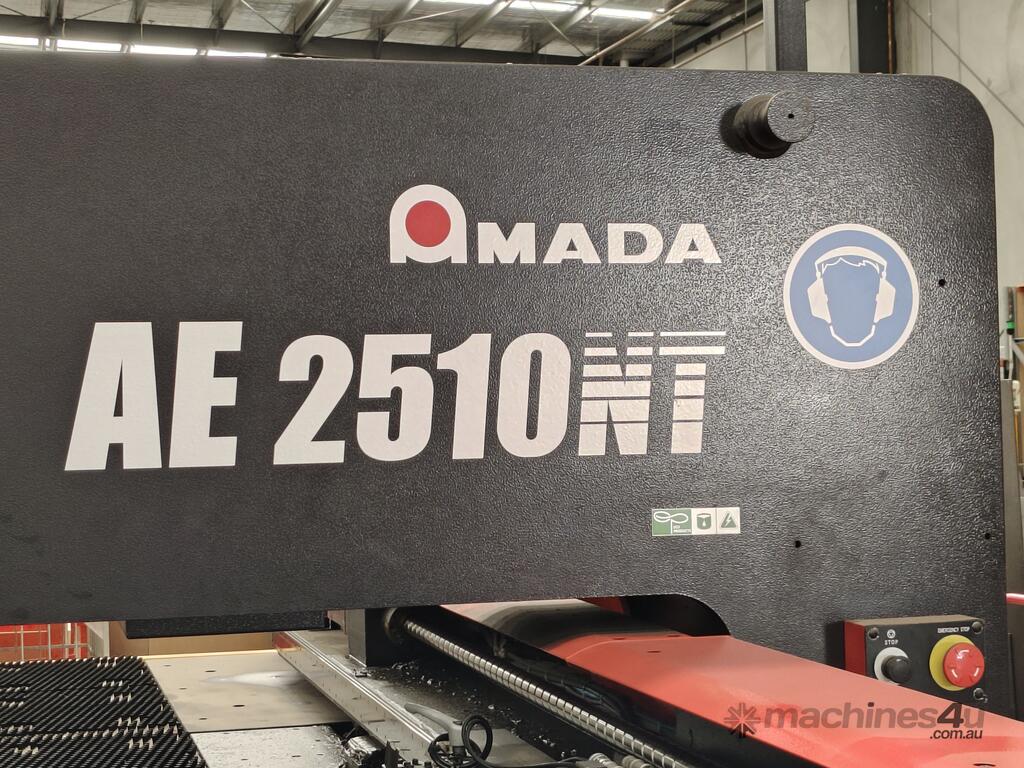 AMADA
AE 2510NT
STOP
EMERGENCY STOP
machines4u
.com.au